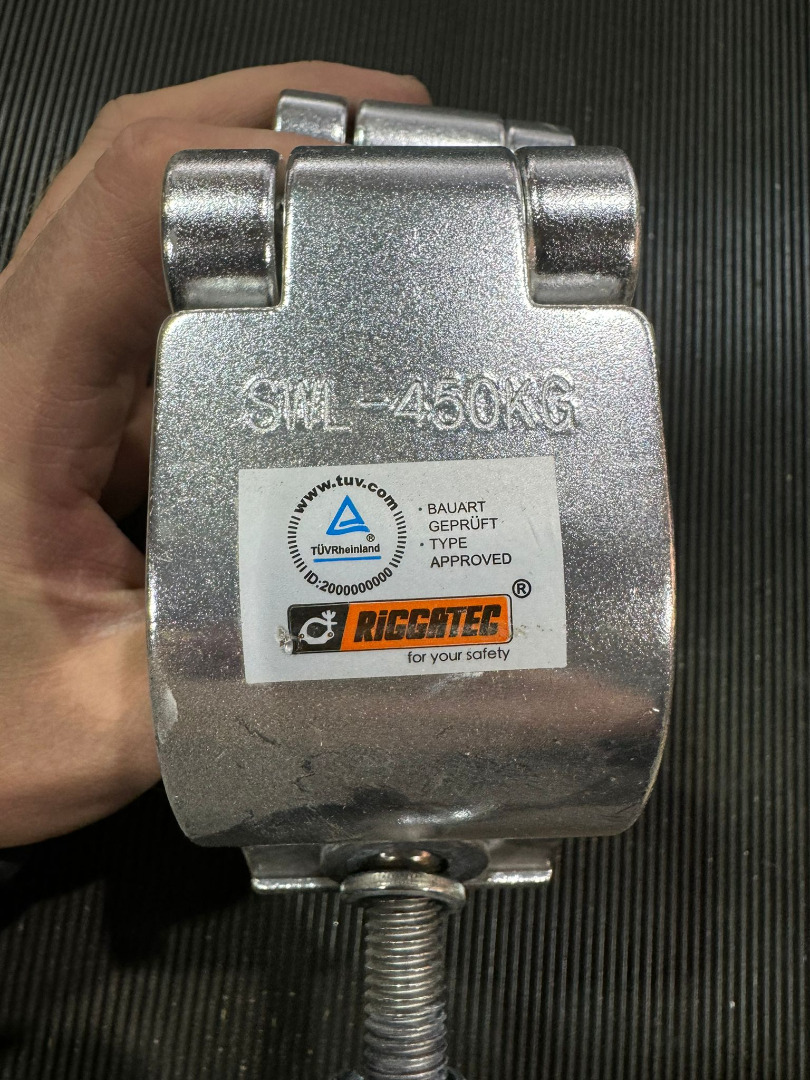 SWL-450KG
www.tuv.com
®
TÜVRheinland
ID:2000000000
· BAUART
GEPRÜFT
· TYPE
APPROVED
RiGGATEC ®
for your safety